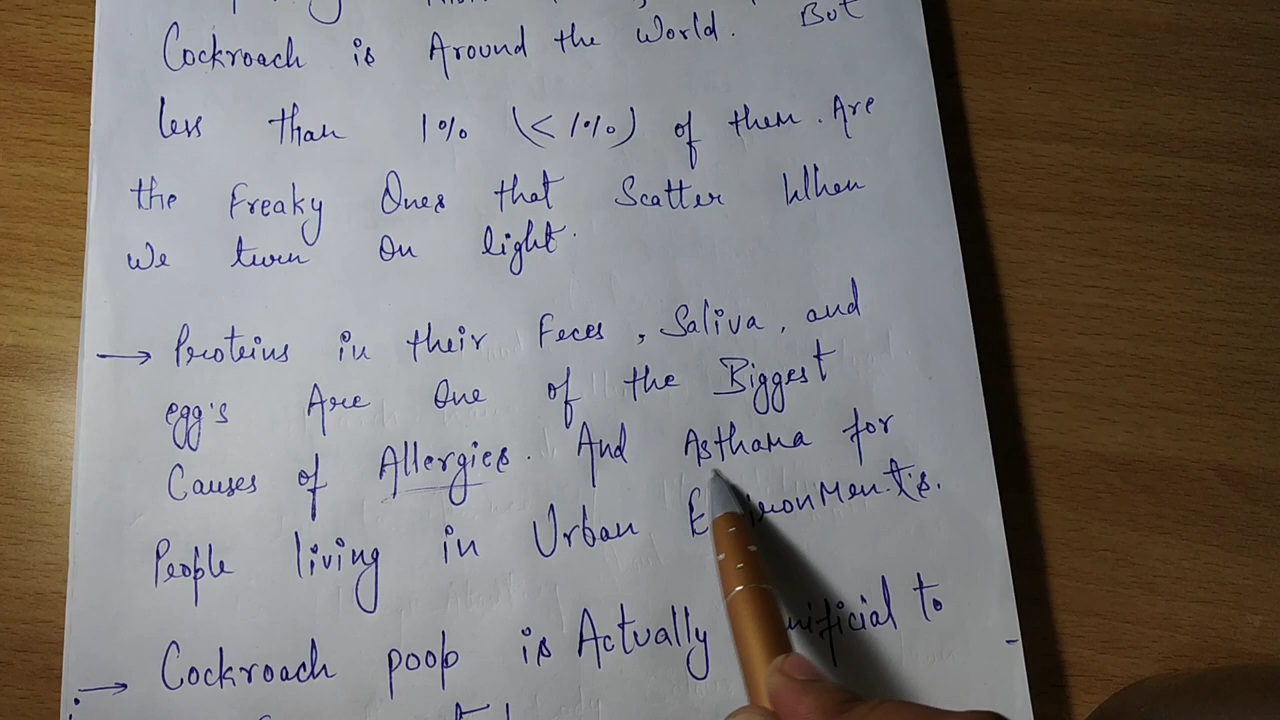 Cockroach is Around the World. But
less than 1% (<1%) of them. Are
the Freaky Ones that Scatter When
We turn On light.
→ Proteins in their Feces, Saliva, and
egg's Are One of the Biggest
Causes of Allergies. And Asthama for
People living in Urban
→ Cockroach poop is Actually to